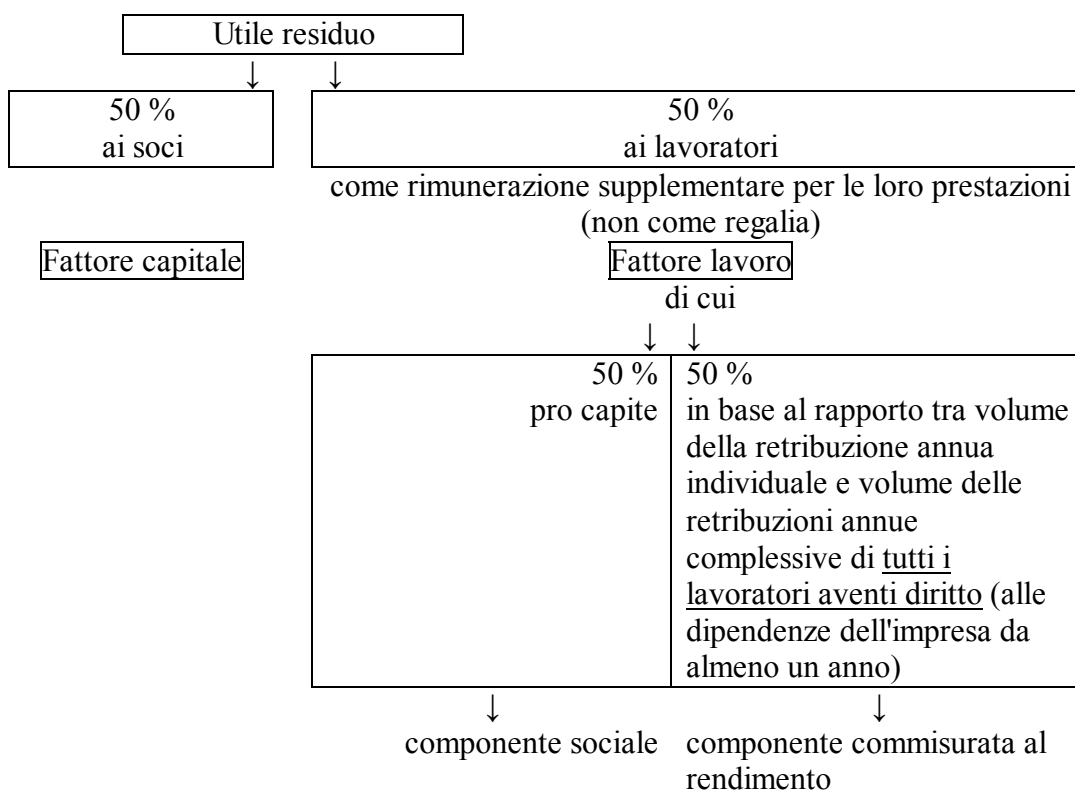 Utile residuo
↓ ↓
50 %
ai soci
50 %
ai lavoratori
come rimunerazione supplementare per le loro prestazioni
(non come regalia)
Fattore capitale
Fattore lavoro
di cui
↓ ↓
50 %
pro capite
50 %
in base al rapporto tra volume
della retribuzione annua
individuale e volume delle
retribuzioni annue
complessive di tutti i
lavoratori aventi diritto (alle
dipendenze dell'impresa da
almeno un anno)
↓ ↓
componente sociale
componente commisurata al
rendimento